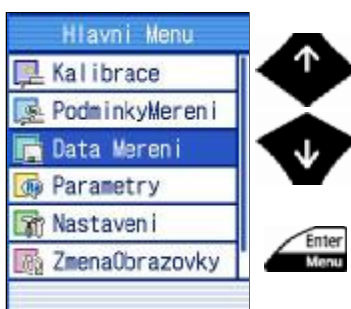 Hlavni Menu
Kalibrace
PodminkyMereni
Data Mereni
Parametry
Nastaveni
ZmenaObrazovky
Enter
Menu